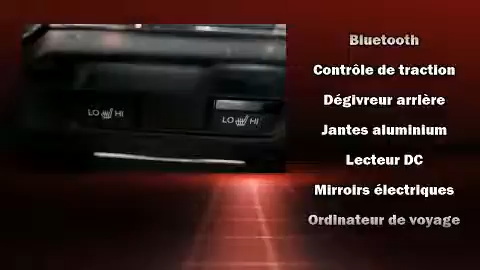 LO HI
LO HI
Bluetooth
Contrôle de traction
Dégivreur arrière
Jantes aluminium
Lecteur DC
Mirroirs électriques
Ordinateur de voyage